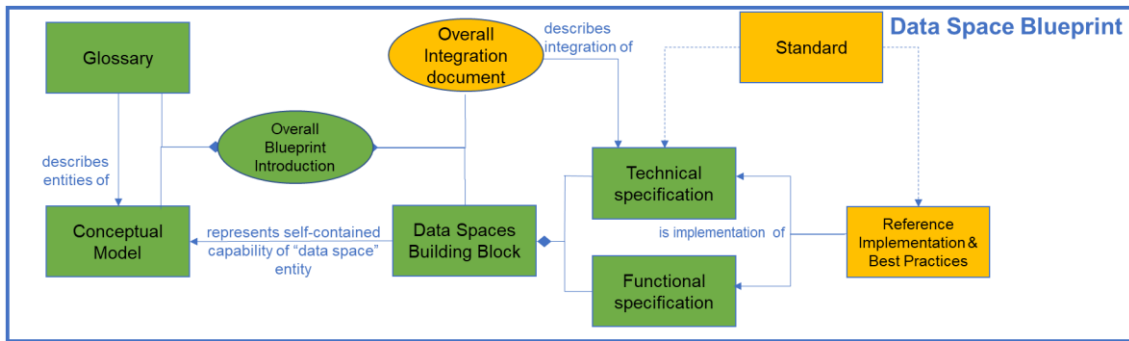 Data Space Blueprint
Glossary
Overall
Integration
document
describes
integration of
Standard
Overall
Blueprint
Introduction
describes
entities of
Technical
specification
Conceptual
Model
represents self-contained
capability of "data space"
entity
Data Spaces
Building Block
is implementation of
Reference
Implementation &
Best Practices
Functional
specification